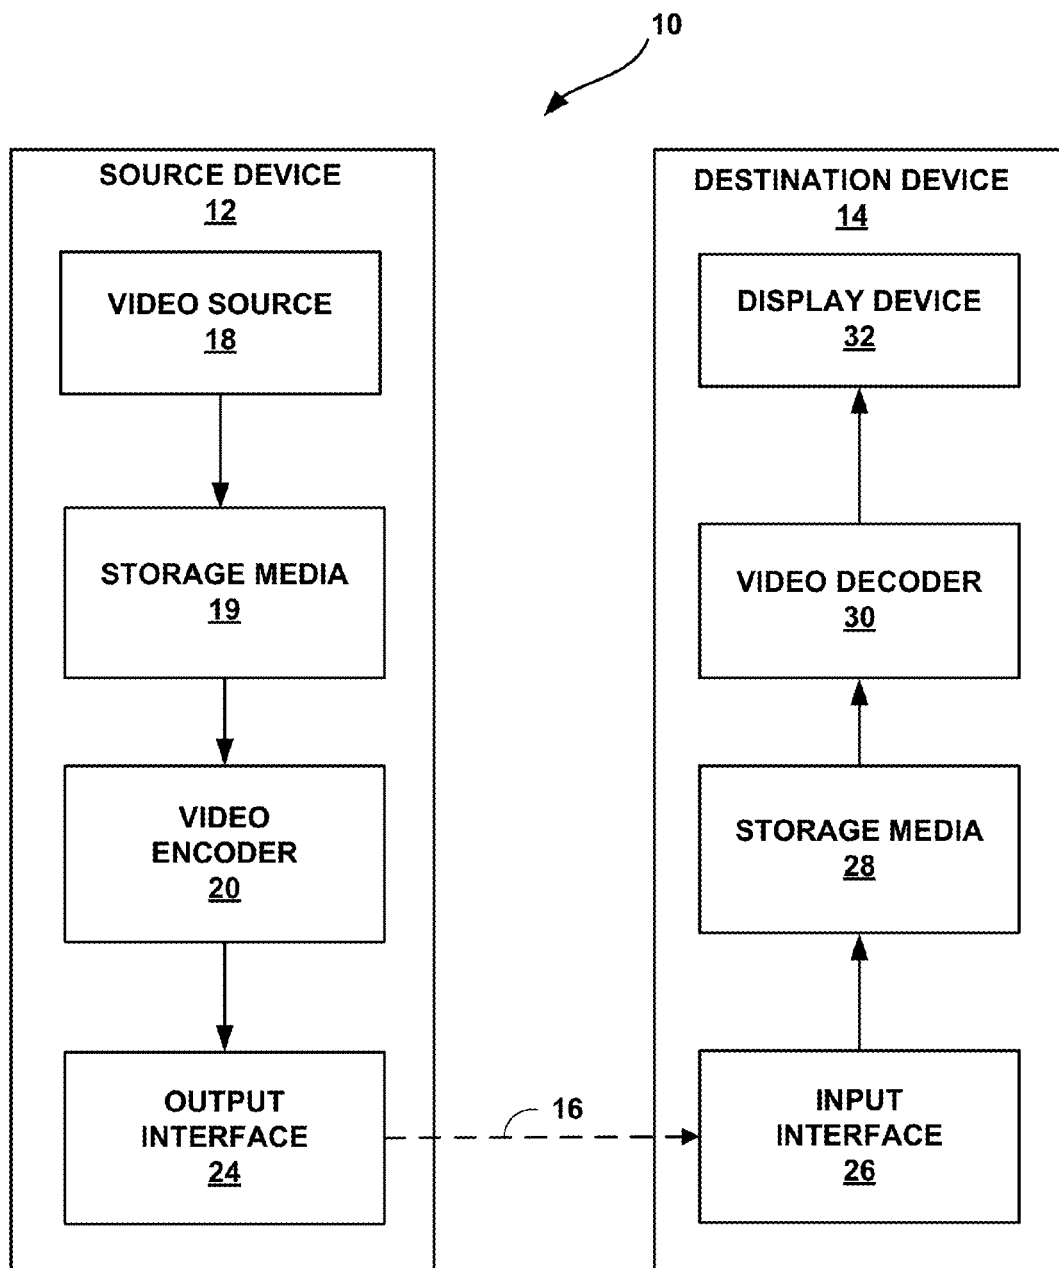 10
SOURCE DEVICE
12
VIDEO SOURCE
18
STORAGE MEDIA
19
VIDEO
ENCODER
20
OUTPUT
INTERFACE
24
16
DESTINATION DEVICE
14
DISPLAY DEVICE
32
VIDEO DECODER
30
STORAGE MEDIA
28
INPUT
INTERFACE
26